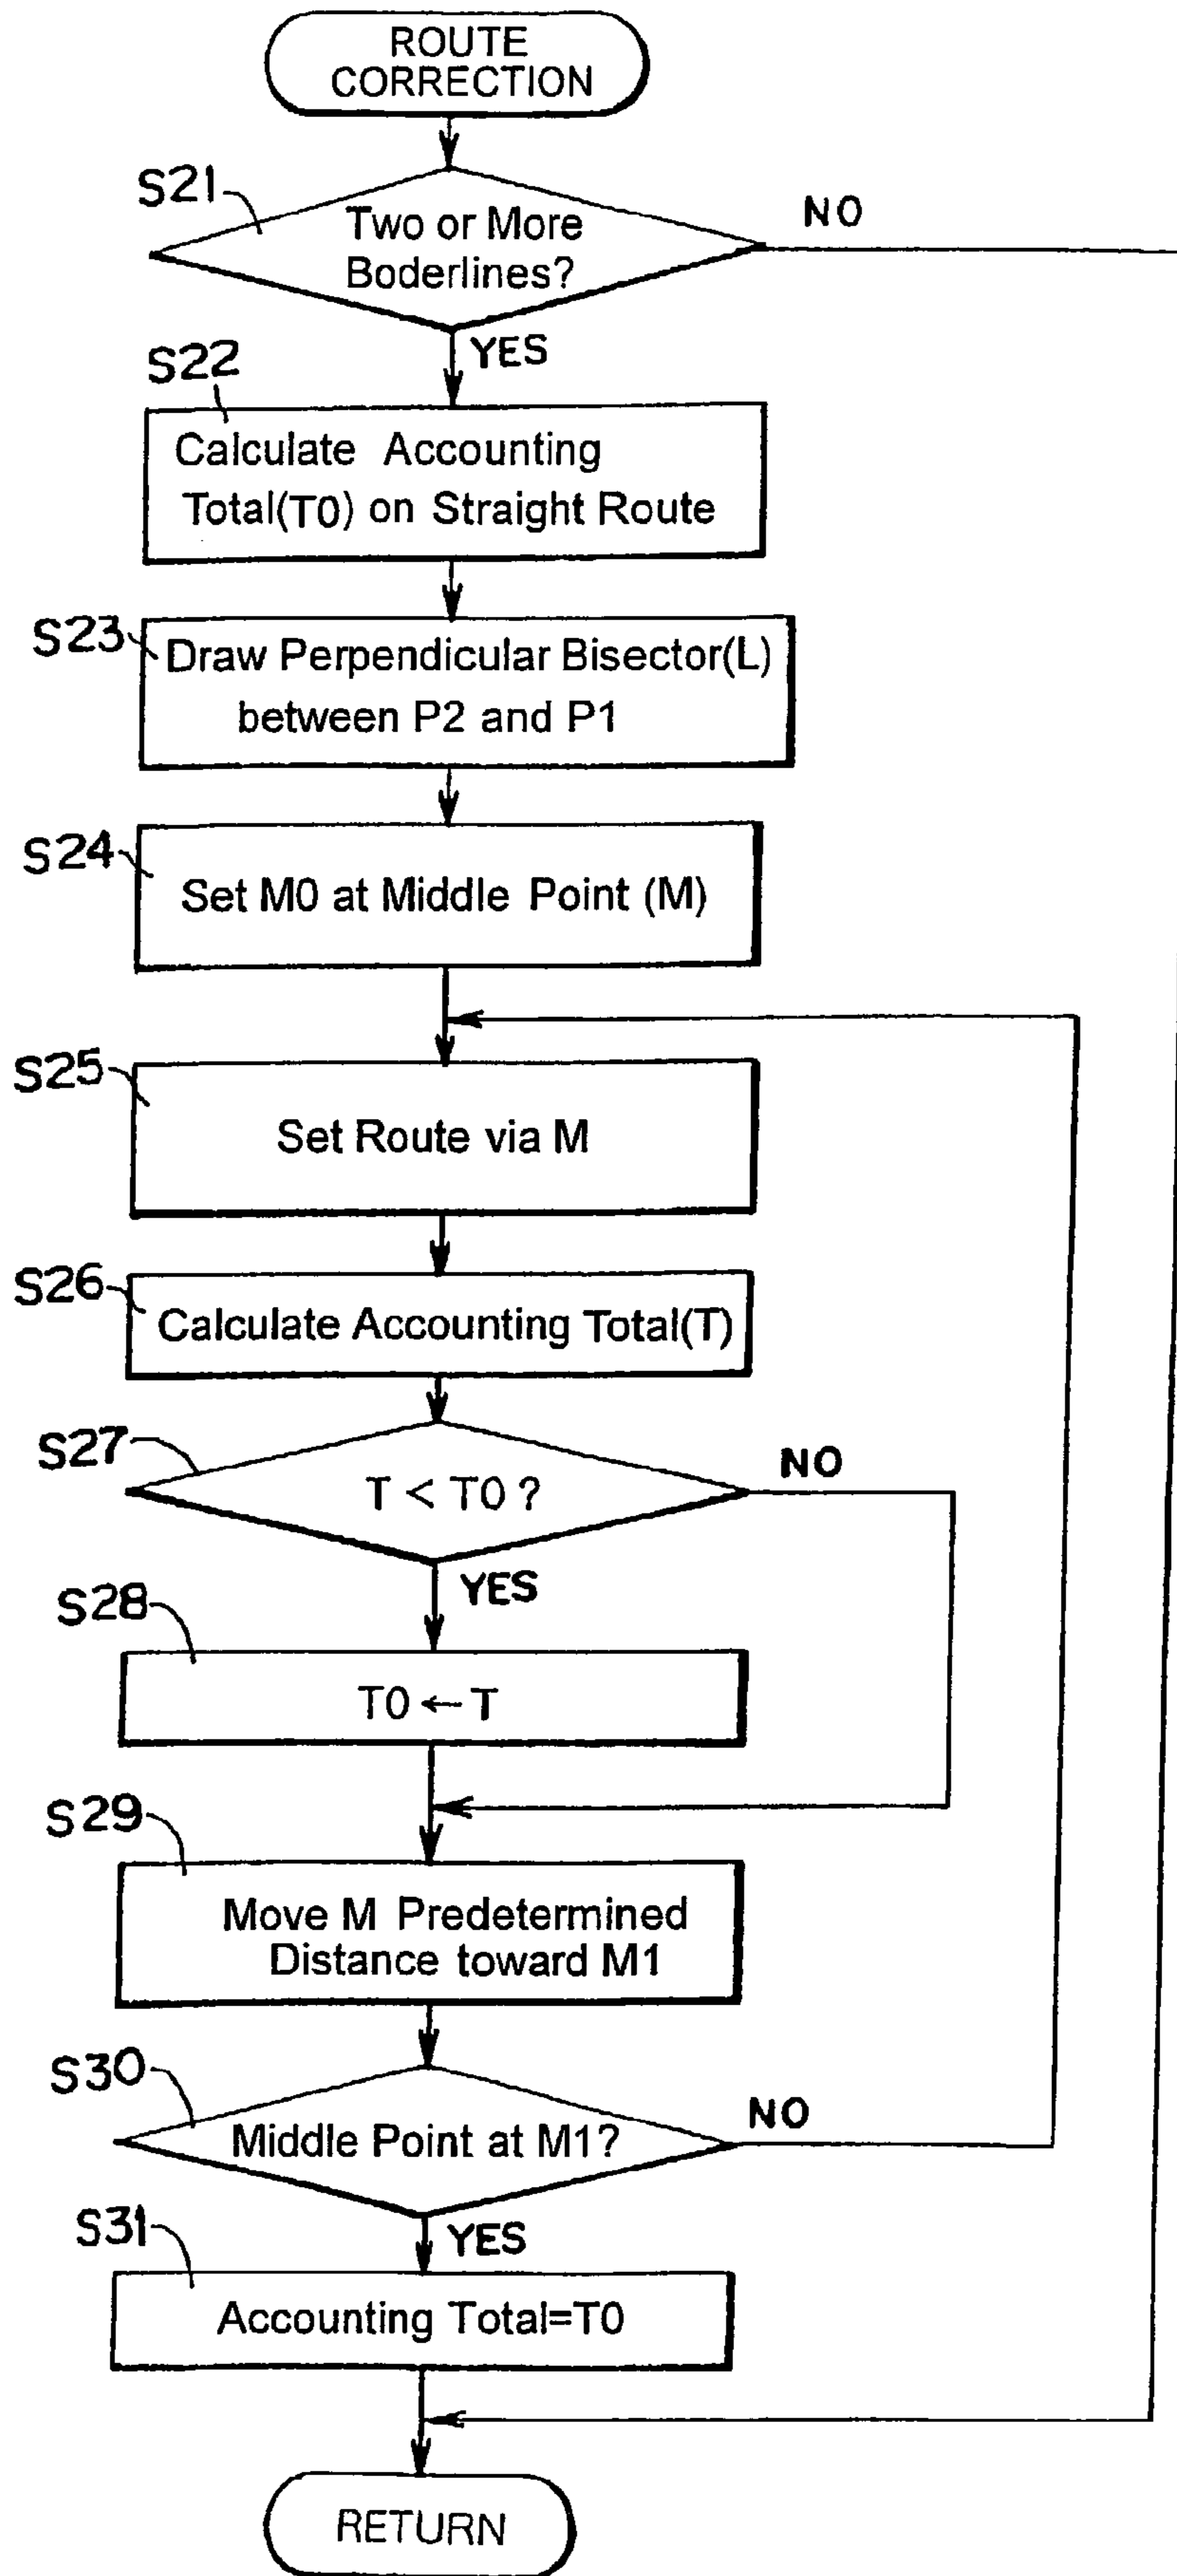 ROUTE
CORRECTION
S21
Two or More
Boderlines?
NO
YES
S22
Calculate Accounting
Total(T0) on Straight Route
S23
Draw Perpendicular Bisector(L)
between P2 and P1
S24
Set M0 at Middle Point (M)
S25
Set Route via M
S26
Calculate Accounting Total(T)
S27
T < T0 ?
NO
YES
S28
T0 ← T
S29
Move M Predetermined
Distance toward M1
S30
Middle Point at M1?
NO
YES
S31
Accounting Total=T0
RETURN